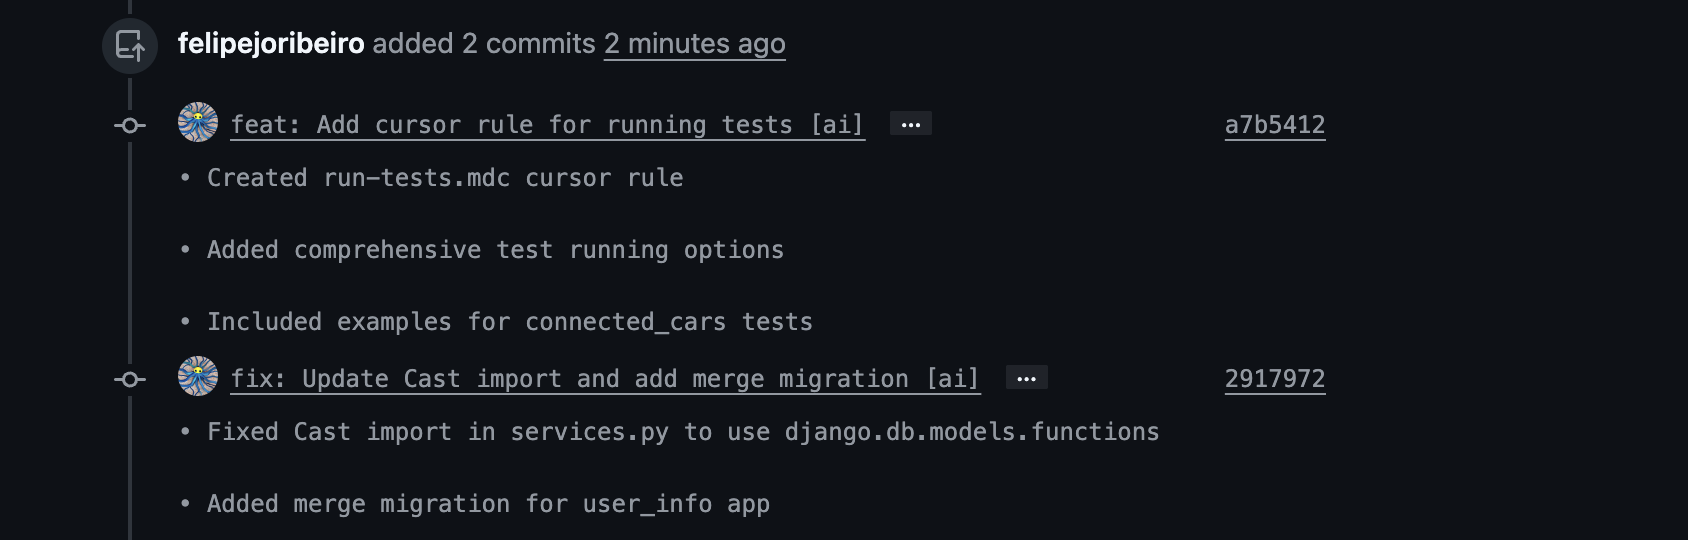 felipejoribeiro added 2 commits 2 minutes ago
feat: Add cursor rule for running tests [ai] ... a7b5412
• Created run-tests.mdc cursor rule
• Added comprehensive test running options
• Included examples for connected_cars tests
fix: Update Cast import and add merge migration [ai] ... 2917972
• Fixed Cast import in services.py to use django.db.models.functions
• Added merge migration for user_info app